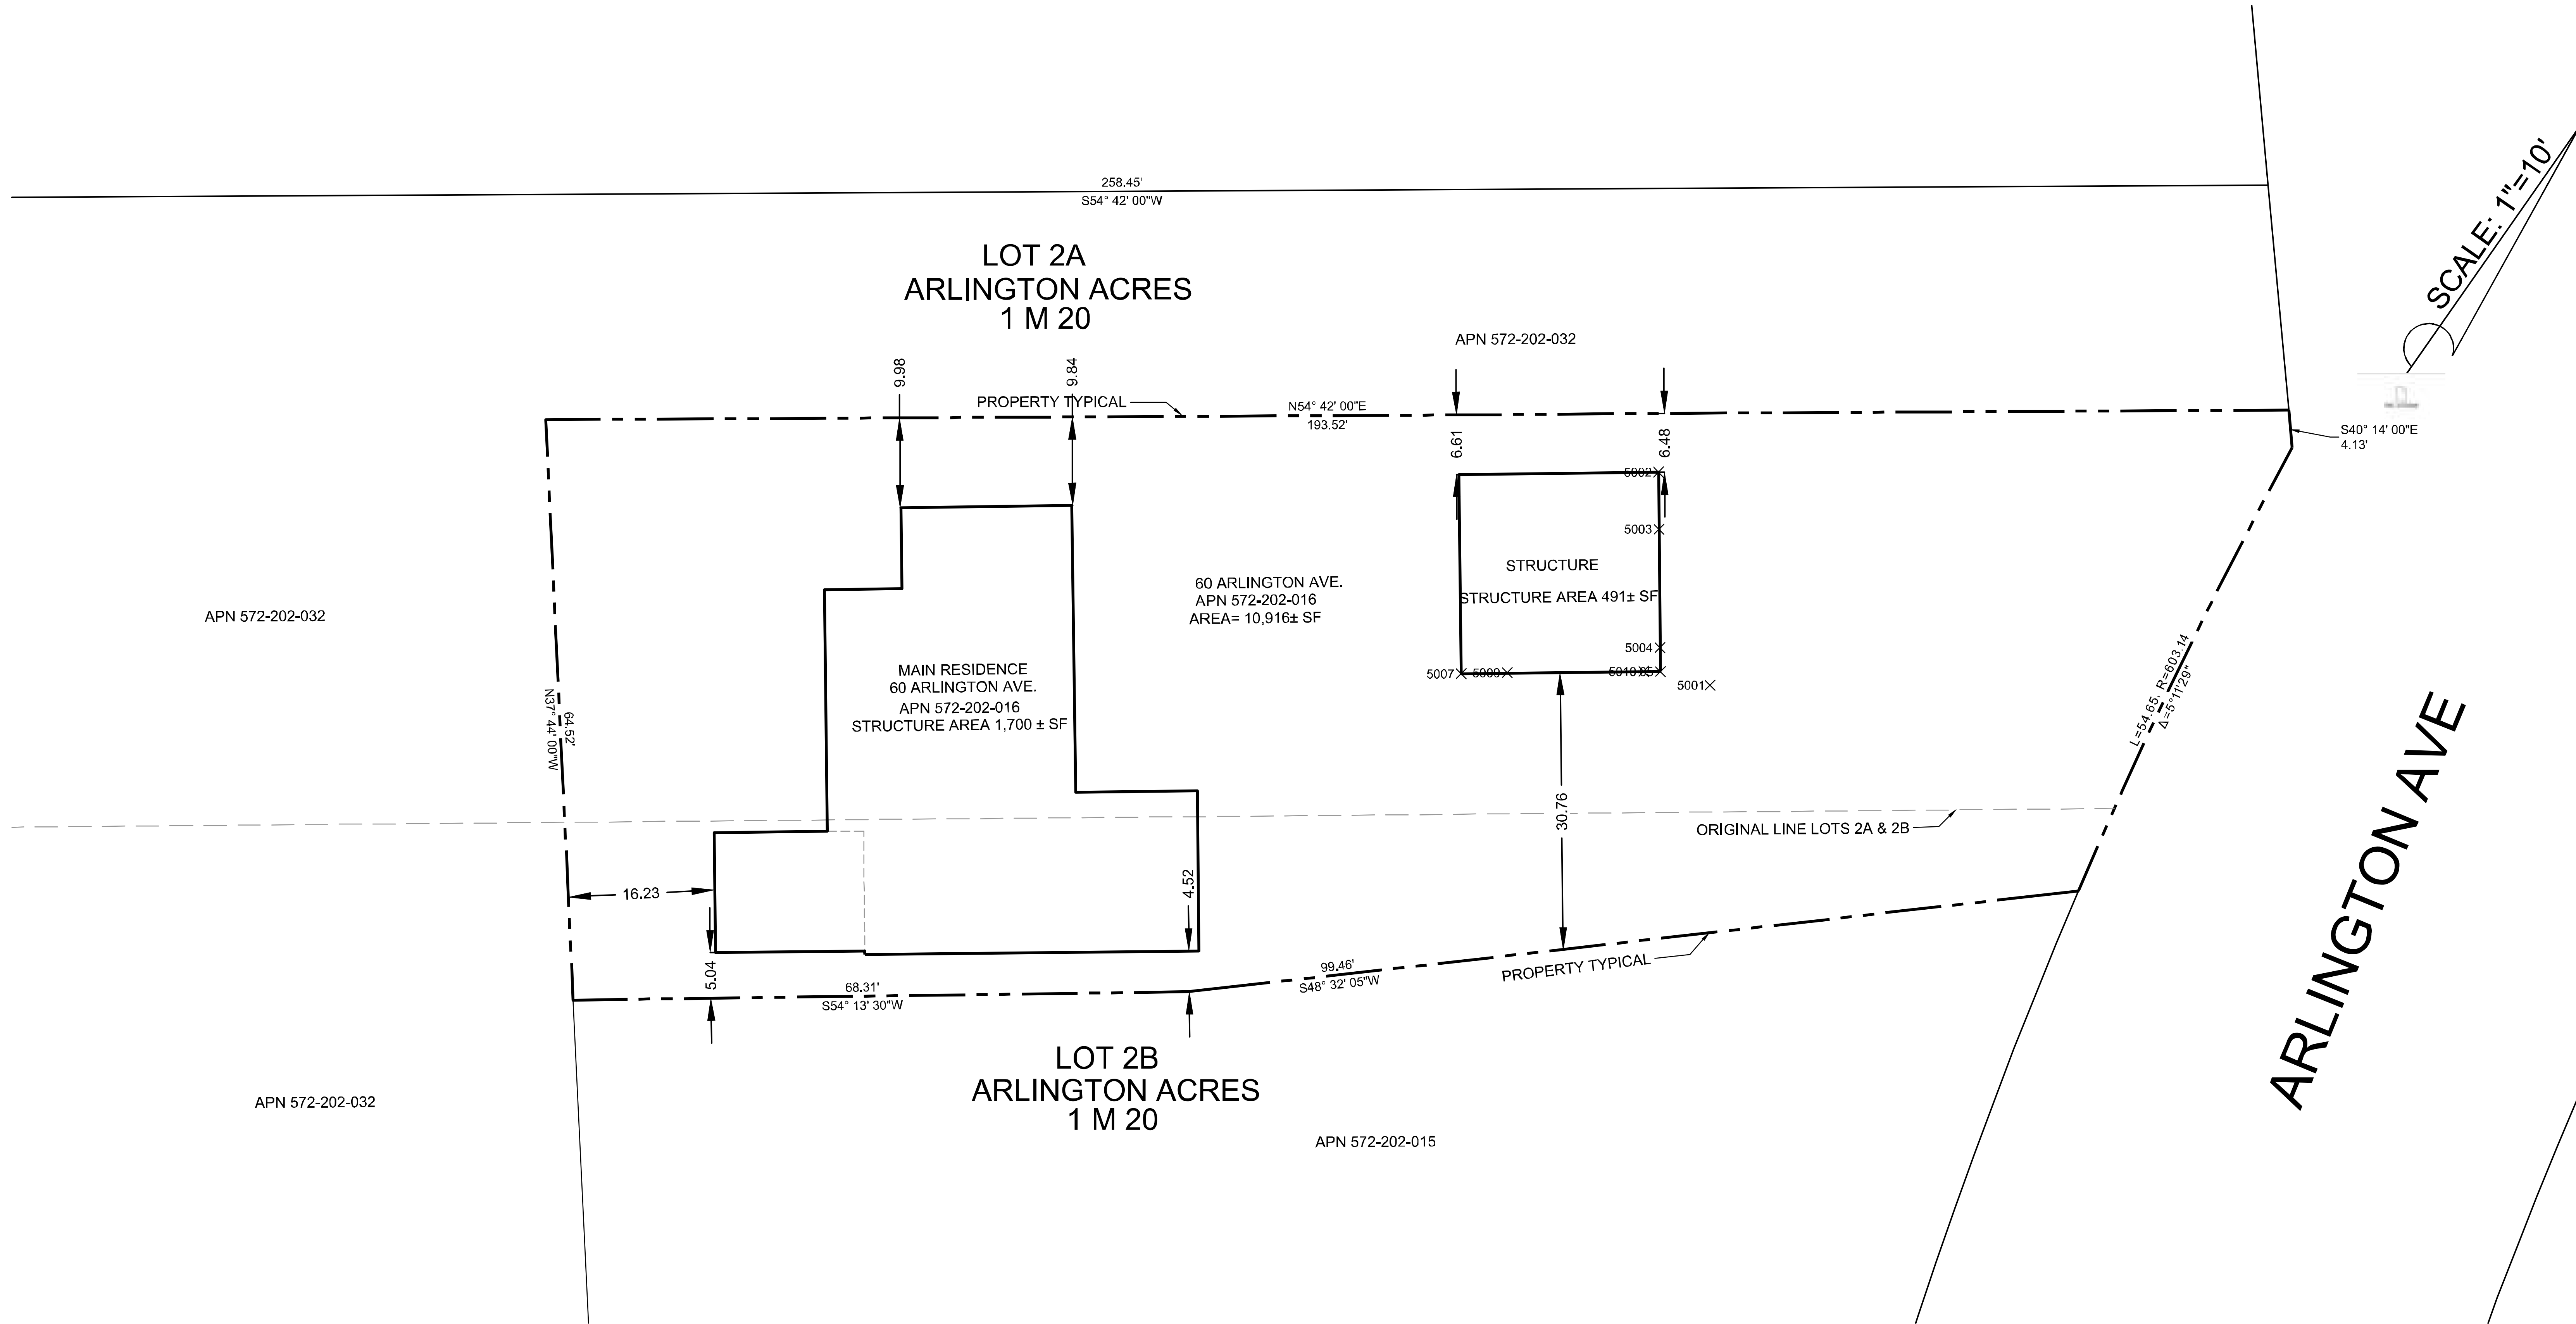 258.45'
S54° 42' 00"W
SCALE: 1"=10'
LOT 2A
ARLINGTON ACRES
1 M 20
APN 572-202-032
9.98
9.84
PROPERTY TYPICAL
N54° 42' 00"E
193.52'
6.61
6.48
S40° 14' 00"E
4.13'
5002
5003
STRUCTURE
STRUCTURE AREA 491± SF
60 ARLINGTON AVE.
APN 572-202-016
AREA= 10,916± SF
APN 572-202-032
5004
5007
5009
5010
5001
L=54.65, R=603.14
Δ=5°11'29"
MAIN RESIDENCE
60 ARLINGTON AVE.
APN 572-202-016
STRUCTURE AREA 1,700 ± SF
64.52'
N37° 44' 00"W
30.76
ORIGINAL LINE LOTS 2A & 2B
ARLINGTON AVE
16.23
4.52
5.04
68.31'
S54° 13' 30"W
99.46'
S48° 32' 05"W
PROPERTY TYPICAL
LOT 2B
ARLINGTON ACRES
1 M 20
APN 572-202-032
APN 572-202-015